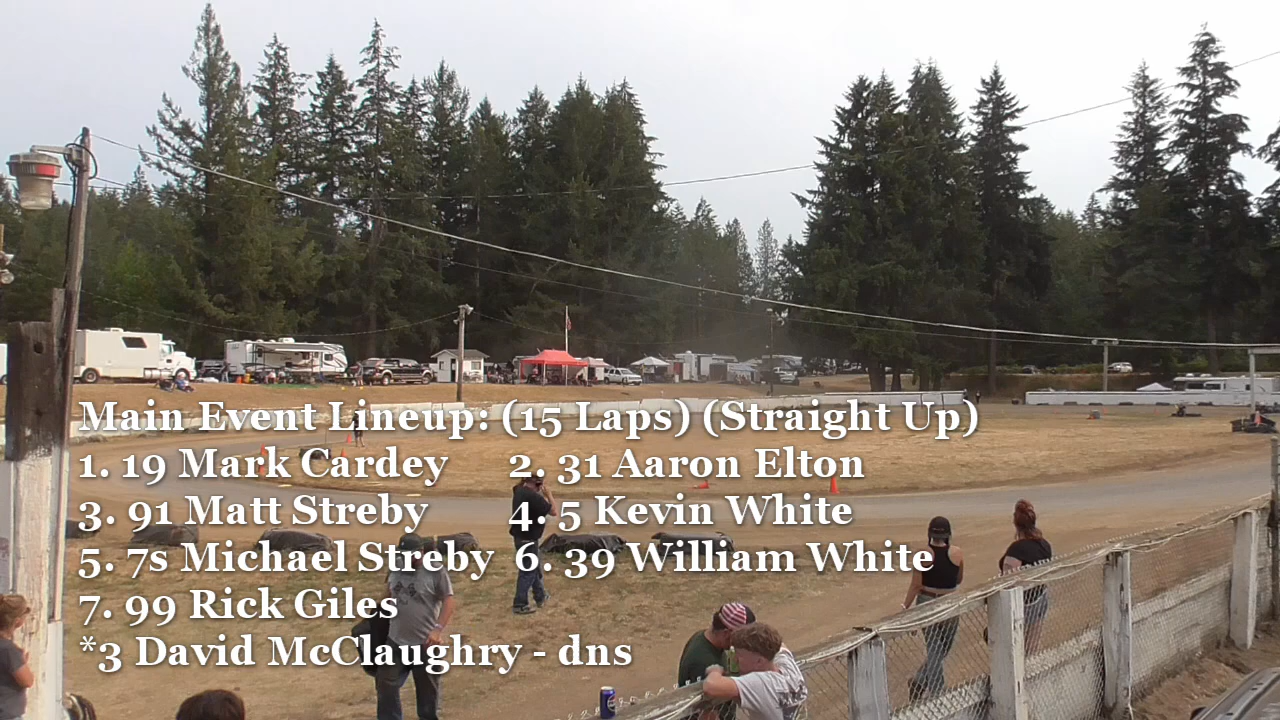 Main Event Lineup: (15 Laps) (Straight Up)
1. 19 Mark Cardey 2. 31 Aaron Elton
3. 91 Matt Streby 4. 5 Kevin White
5. 7s Michael Streby 6. 39 William White
7. 99 Rick Giles
*3 David McClaughry - dns